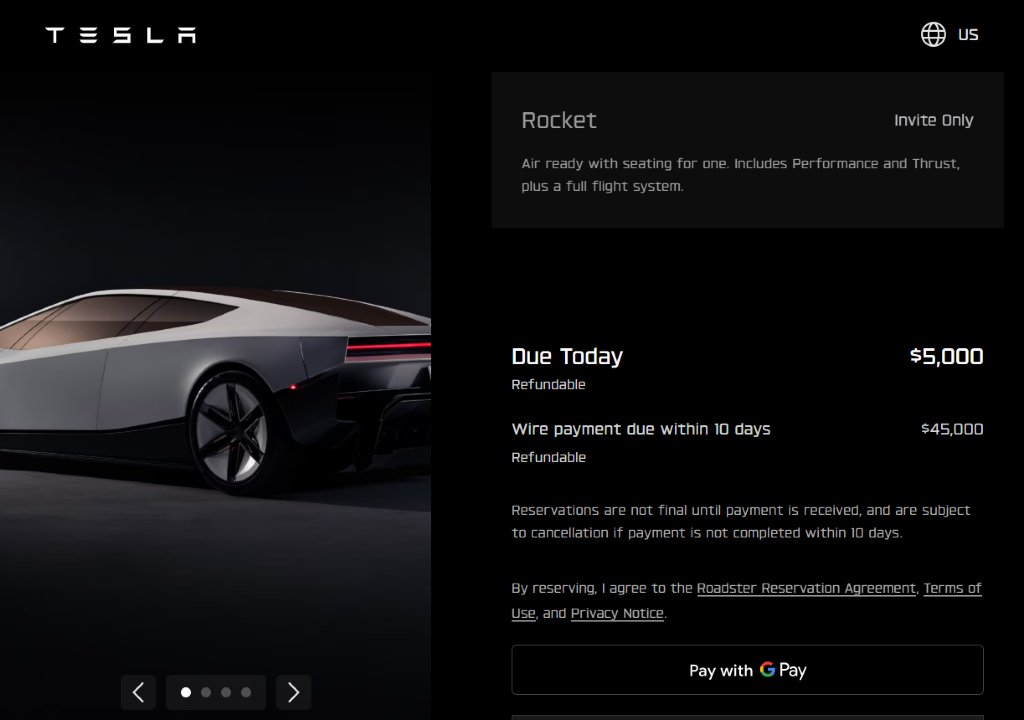 TESLA
US
Rocket
Invite Only
Air ready with seating for one. Includes Performance and Thrust,
plus a full flight system.
Due Today
$5,000
Refundable
Wire payment due within 10 days
$45,000
Refundable
Reservations are not final until payment is received, and are subject
to cancellation if payment is not completed within 10 days.
By reserving, I agree to the Roadster Reservation Agreement, Terms of
Use, and Privacy Notice.
Pay with G Pay